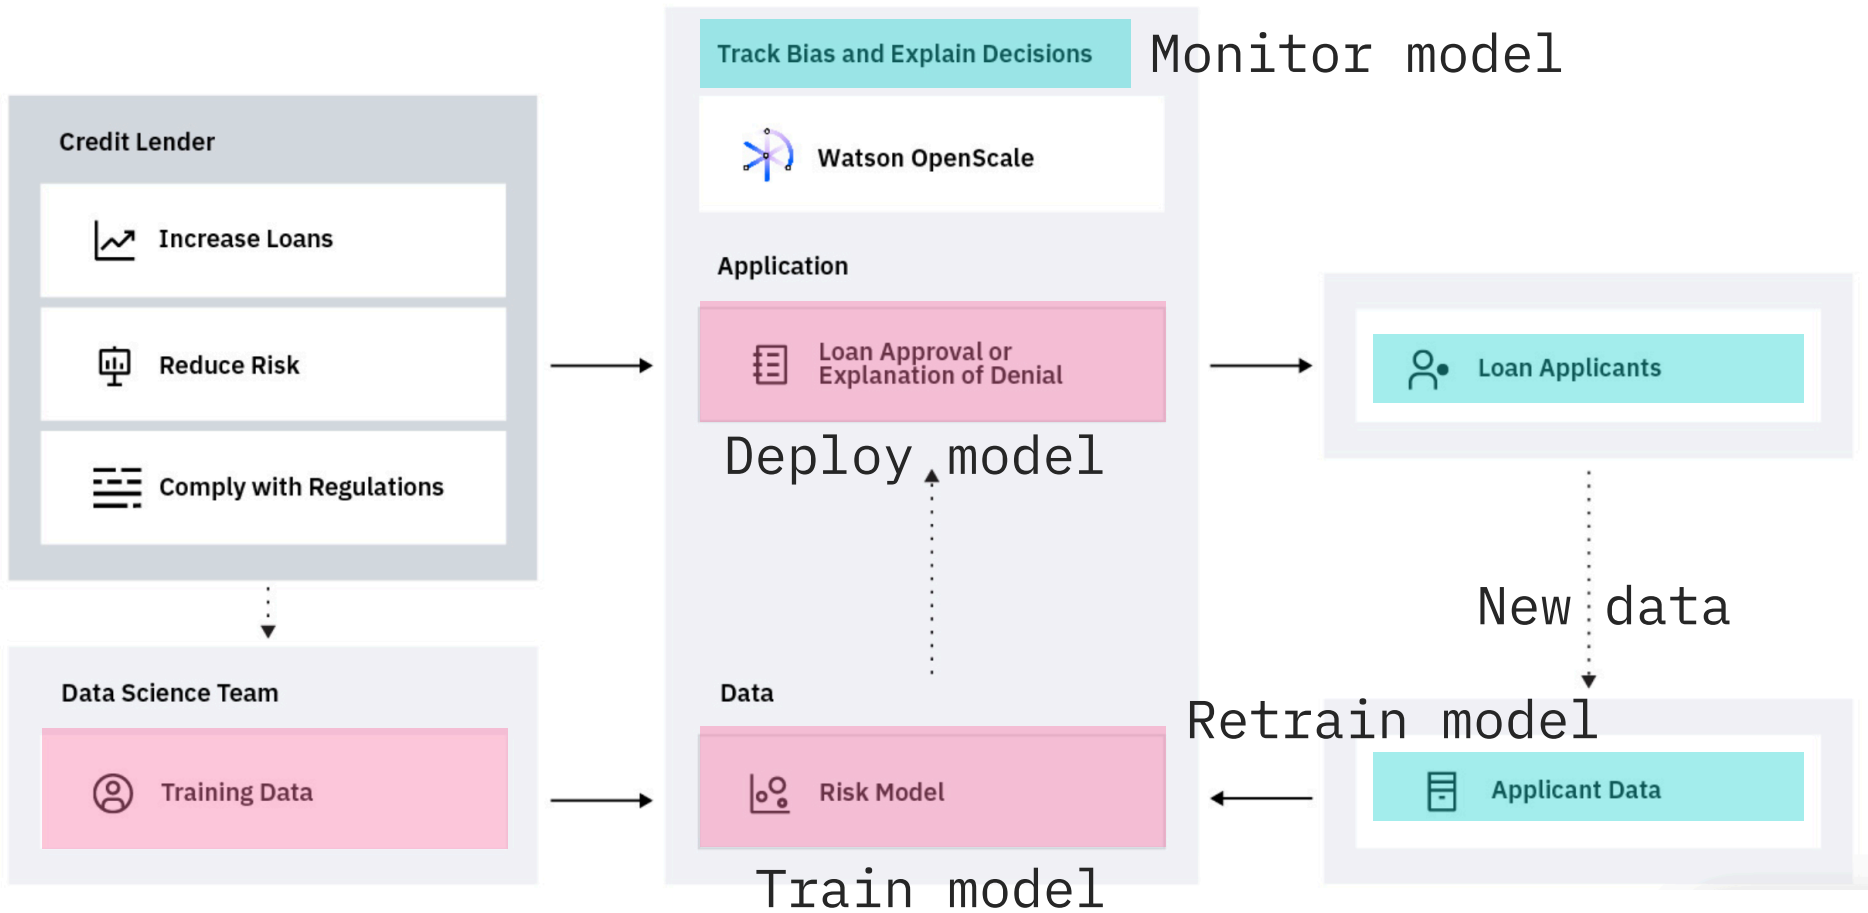 Track Bias and Explain Decisions
Monitor model
Credit Lender
Watson OpenScale
Increase Loans
Application
Reduce Risk
Loan Approval or
Explanation of Denial
Loan Applicants
Deploy model
Comply with Regulations
New data
Data Science Team
Data
Retrain model
Training Data
Risk Model
Applicant Data
Train model